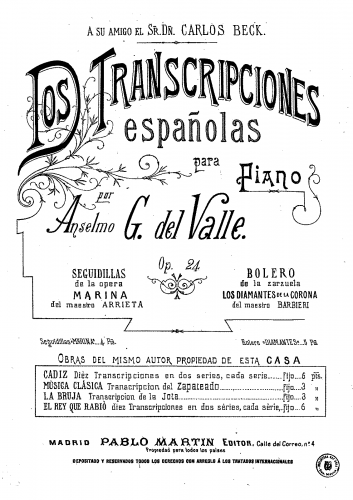 A SU AMIGO EL SR. DN. CARLOS BECK.
DOS TRANSCRIPCIONES
españolas
para
PIANO
por
Anselmo G. del Valle.
Op. 24
SEGUIDILLAS
de la opera
MARINA
del maestro ARRIETA
BOLERO
de la zarzuela
LOS DIAMANTES DE LA CORONA
del maestro BARBIERI
Seguidillas "MARINA"... 4 Pts.
Bolero "DIAMANTES"... 5 Pts.
OBRAS DEL MISMO AUTOR PROPIEDAD DE ESTA CASA
CADIZ Diez Transcripciones en dos series, cada serie....fijo... 6 pts.
MÚSICA CLÁSICA Transcripcion del Zapateado.....fijo... 3 "
LA BRUJA Transcripcion de la Jota.....fijo... 3 "
EL REY QUE RABIÓ diez Transcripciones en dos séries, cada série, fijo... 6 "
MADRID PABLO MARTIN EDITOR, Calle del Correo, nº 4
Propiedad para todos los países
DEPOSITADO Y RESERVADOS TODOS LOS DERECHOS CON ARREGLO Á LOS TRATADOS INTERNACIONALES